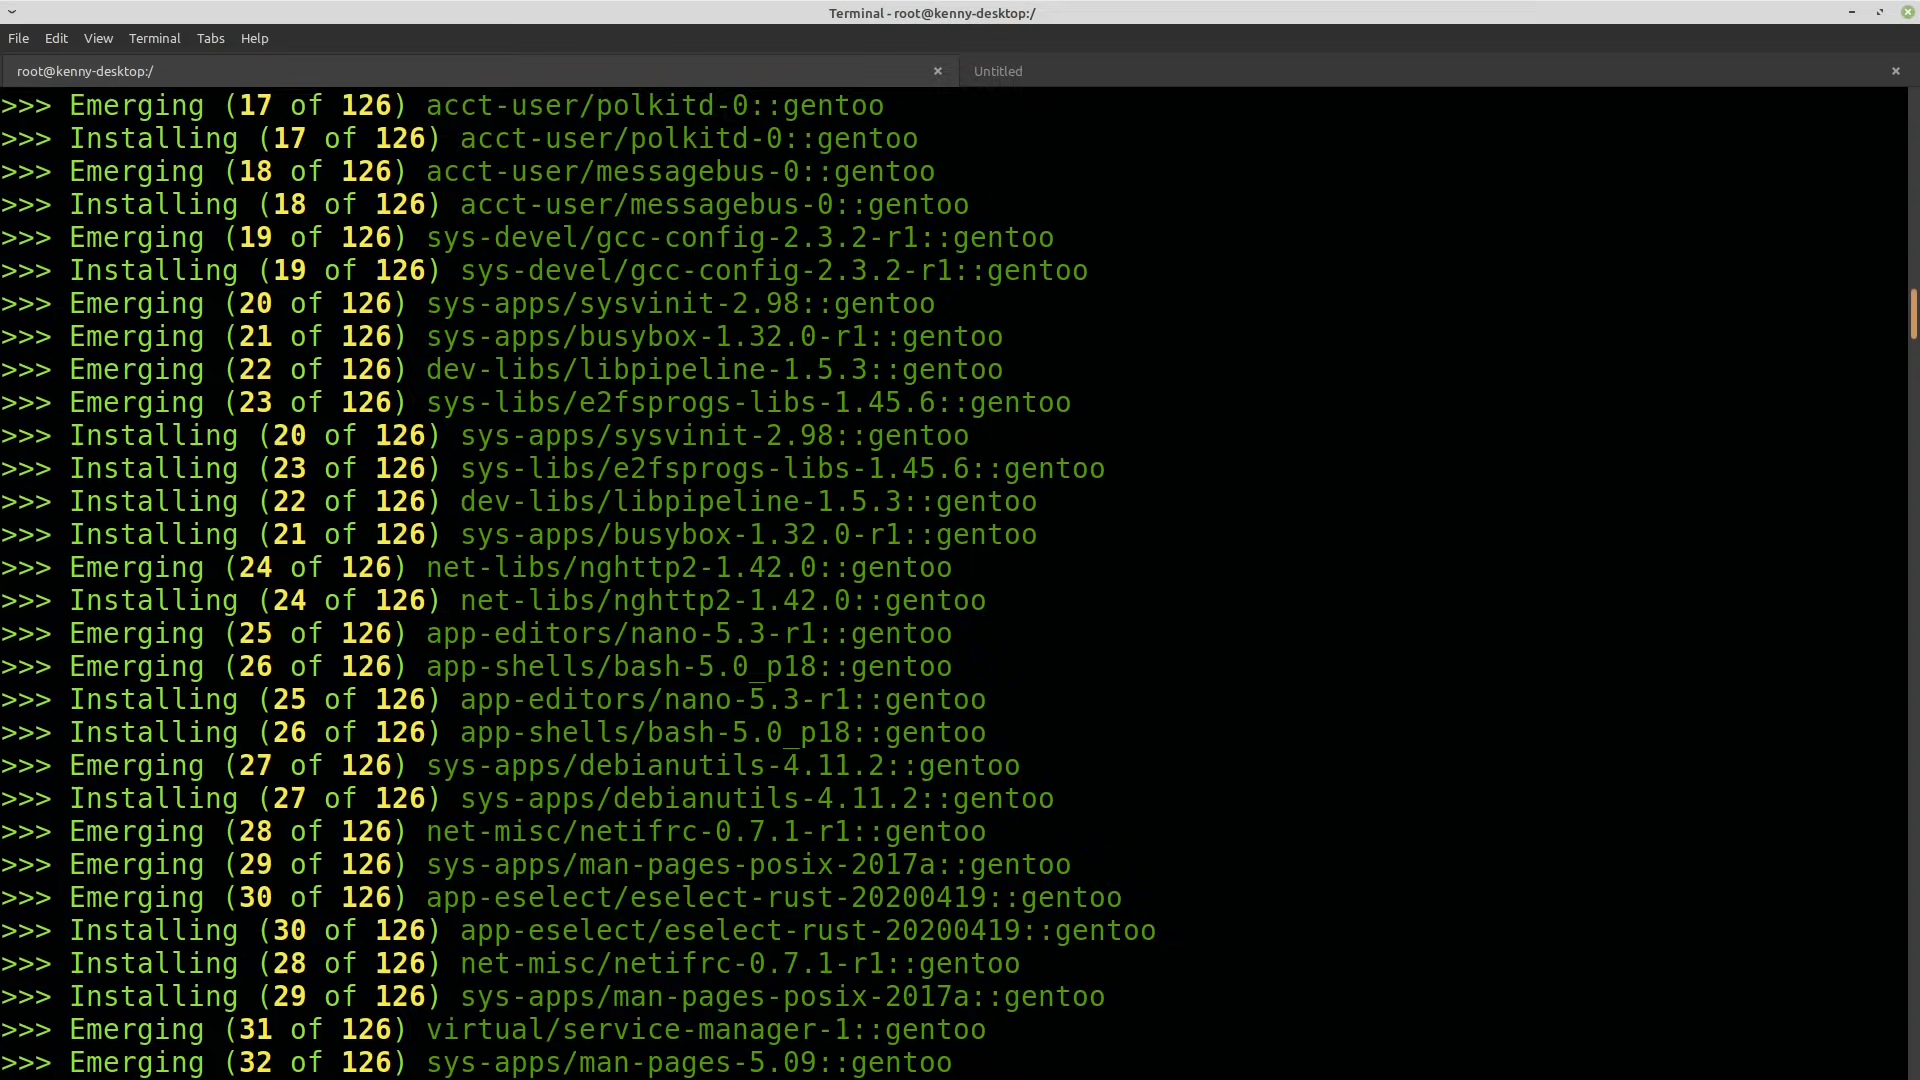 Terminal - root@kenny-desktop:/
File Edit View Terminal Tabs Help
root@kenny-desktop:/ Untitled
>>> Emerging (17 of 126) acct-user/polkitd-0::gentoo
>>> Installing (17 of 126) acct-user/polkitd-0::gentoo
>>> Emerging (18 of 126) acct-user/messagebus-0::gentoo
>>> Installing (18 of 126) acct-user/messagebus-0::gentoo
>>> Emerging (19 of 126) sys-devel/gcc-config-2.3.2-r1::gentoo
>>> Installing (19 of 126) sys-devel/gcc-config-2.3.2-r1::gentoo
>>> Emerging (20 of 126) sys-apps/sysvinit-2.98::gentoo
>>> Emerging (21 of 126) sys-apps/busybox-1.32.0-r1::gentoo
>>> Emerging (22 of 126) dev-libs/libpipeline-1.5.3::gentoo
>>> Emerging (23 of 126) sys-libs/e2fsprogs-libs-1.45.6::gentoo
>>> Installing (20 of 126) sys-apps/sysvinit-2.98::gentoo
>>> Installing (23 of 126) sys-libs/e2fsprogs-libs-1.45.6::gentoo
>>> Installing (22 of 126) dev-libs/libpipeline-1.5.3::gentoo
>>> Installing (21 of 126) sys-apps/busybox-1.32.0-r1::gentoo
>>> Emerging (24 of 126) net-libs/nghttp2-1.42.0::gentoo
>>> Installing (24 of 126) net-libs/nghttp2-1.42.0::gentoo
>>> Emerging (25 of 126) app-editors/nano-5.3-r1::gentoo
>>> Emerging (26 of 126) app-shells/bash-5.0_p18::gentoo
>>> Installing (25 of 126) app-editors/nano-5.3-r1::gentoo
>>> Installing (26 of 126) app-shells/bash-5.0_p18::gentoo
>>> Emerging (27 of 126) sys-apps/debianutils-4.11.2::gentoo
>>> Installing (27 of 126) sys-apps/debianutils-4.11.2::gentoo
>>> Emerging (28 of 126) net-misc/netifrc-0.7.1-r1::gentoo
>>> Emerging (29 of 126) sys-apps/man-pages-posix-2017a::gentoo
>>> Emerging (30 of 126) app-eselect/eselect-rust-20200419::gentoo
>>> Installing (30 of 126) app-eselect/eselect-rust-20200419::gentoo
>>> Installing (28 of 126) net-misc/netifrc-0.7.1-r1::gentoo
>>> Installing (29 of 126) sys-apps/man-pages-posix-2017a::gentoo
>>> Emerging (31 of 126) virtual/service-manager-1::gentoo
>>> Emerging (32 of 126) sys-apps/man-pages-5.09::gentoo